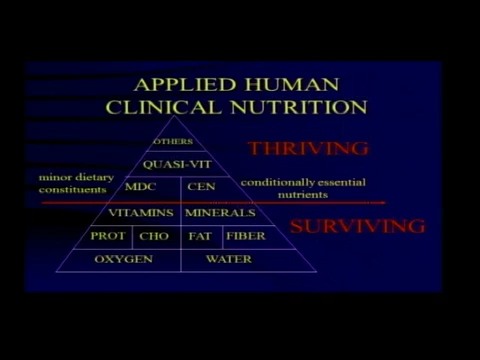 APPLIED HUMAN
CLINICAL NUTRITION
OTHERS
THRIVING
QUASI-VIT
minor dietary
constituents
MDC CEN
conditionally essential
nutrients
VITAMINS MINERALS
SURVIVING
PROT CHO FAT FIBER
OXYGEN WATER